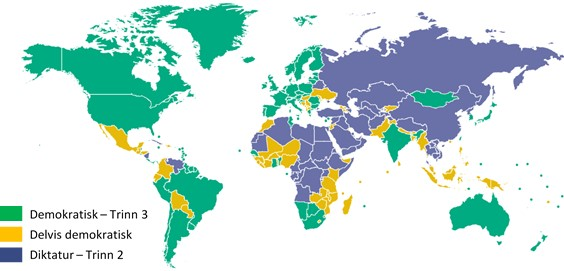 Demokratisk – Trinn 3
Delvis demokratisk
Diktatur – Trinn 2